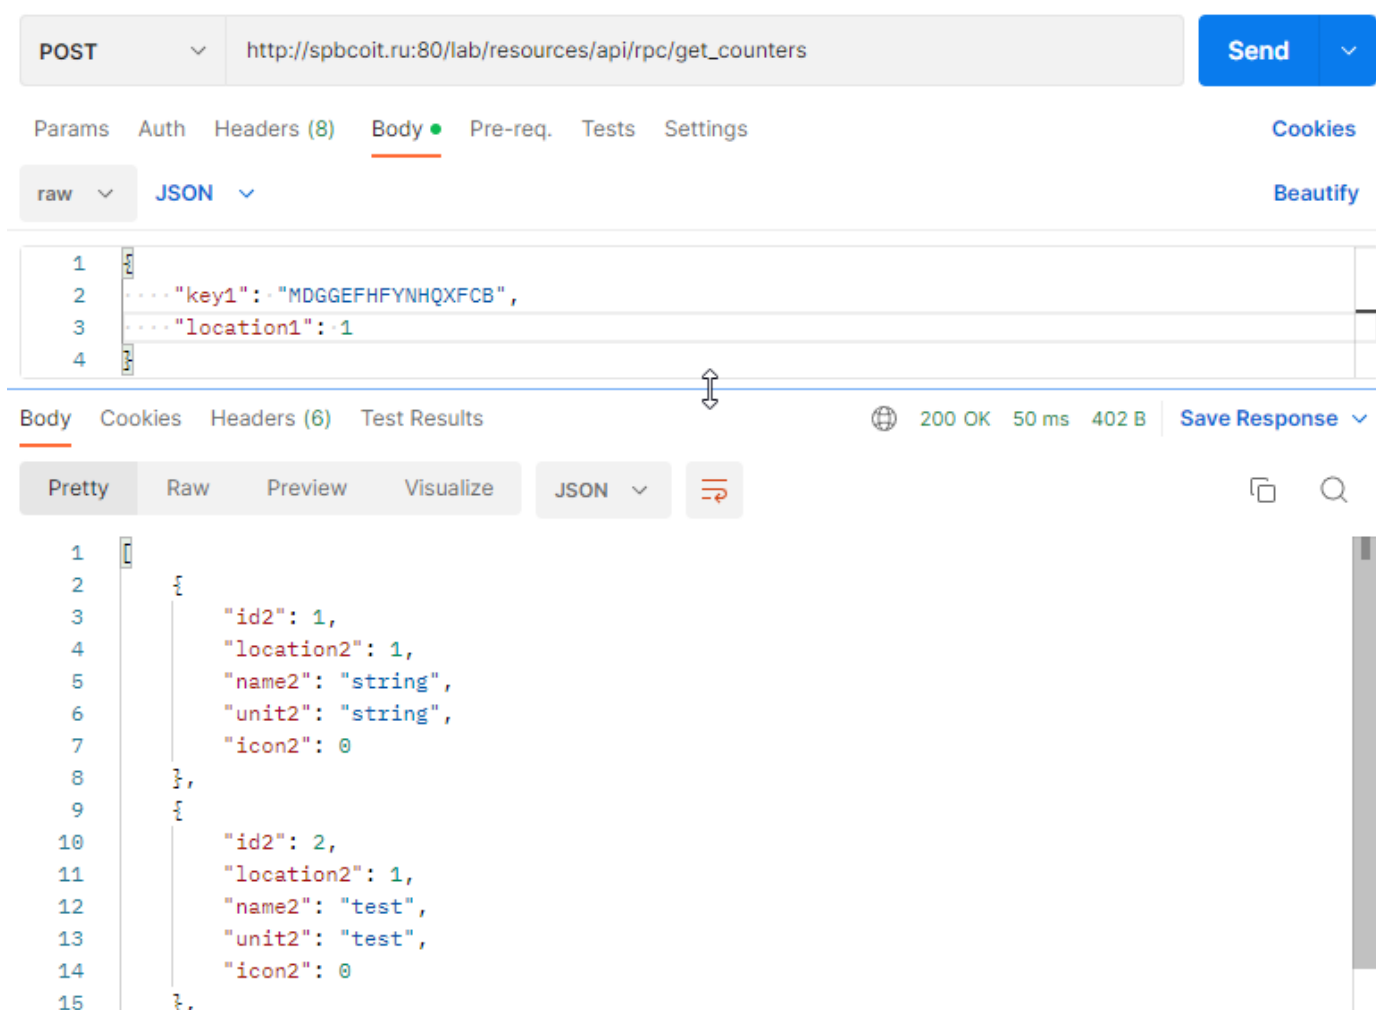 POST http://spbcoit.ru:80/lab/resources/api/rpc/get_counters Send
Params Auth Headers (8) Body Pre-req. Tests Settings Cookies
raw JSON Beautify
1 {
2 "key1": "MDGGEFHFYNHQXFCB",
3 "location1": 1
4 }
Body Cookies Headers (6) Test Results 200 OK 50 ms 402 B Save Response
Pretty Raw Preview Visualize JSON
1 [
2 {
3 "id2": 1,
4 "location2": 1,
5 "name2": "string",
6 "unit2": "string",
7 "icon2": 0
8 },
9 {
10 "id2": 2,
11 "location2": 1,
12 "name2": "test",
13 "unit2": "test",
14 "icon2": 0
15 },